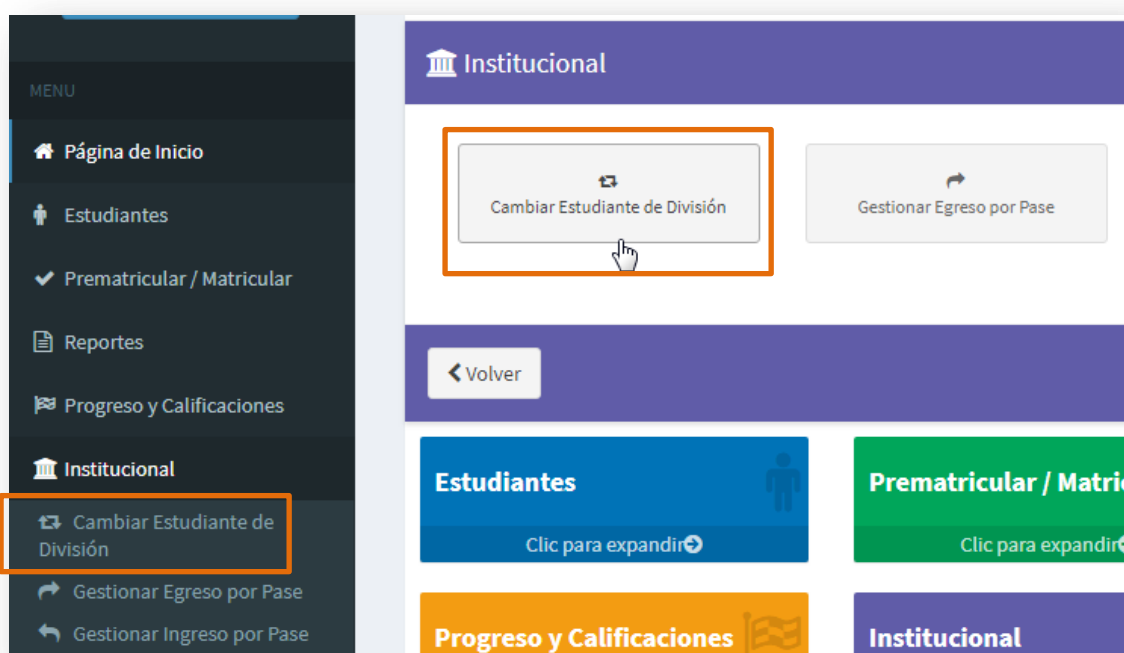 MENU
Página de Inicio
Estudiantes
Prematricular / Matricular
Reportes
Progreso y Calificaciones
Institucional
Cambiar Estudiante de
División
Gestionar Egreso por Pase
Gestionar Ingreso por Pase
Institucional
Cambiar Estudiante de División
Gestionar Egreso por Pase
Volver
Estudiantes
Clic para expandir
Prematricular / Matri
Clic para expandir
Progreso y Calificaciones
Institucional